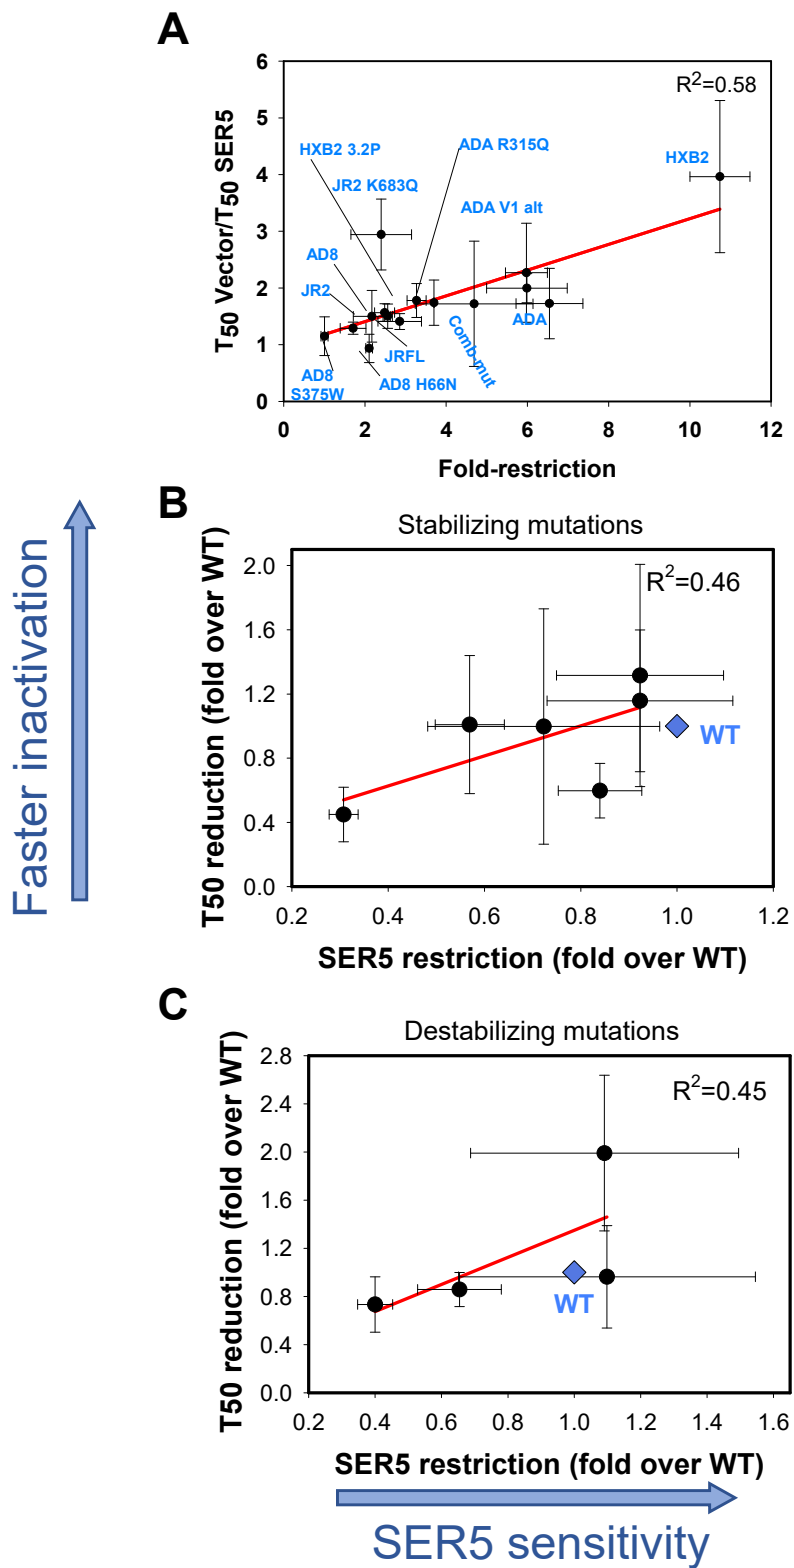 A
R²=0.58
T50 Vector/T50 SER5
6
5
4
3
2
1
0
HXB2 3.2P
ADA R315Q
HXB2
JR2 K683Q
ADA V1 alt
AD8
JR2
ADA
Comb-mut
JRFL
AD8
S375W
AD8 H66N
0 2 4 6 8 10 12
Fold-restriction
Faster inactivation
B
Stabilizing mutations
R²=0.46
T50 reduction (fold over WT)
2.0
1.6
1.2
0.8
0.4
0.0
WT
0.2 0.4 0.6 0.8 1.0 1.2
SER5 restriction (fold over WT)
C
Destabilizing mutations
R²=0.45
T50 reduction (fold over WT)
2.8
2.4
2.0
1.6
1.2
0.8
0.4
0.0
WT
0.2 0.4 0.6 0.8 1.0 1.2 1.4 1.6
SER5 restriction (fold over WT)
SER5 sensitivity